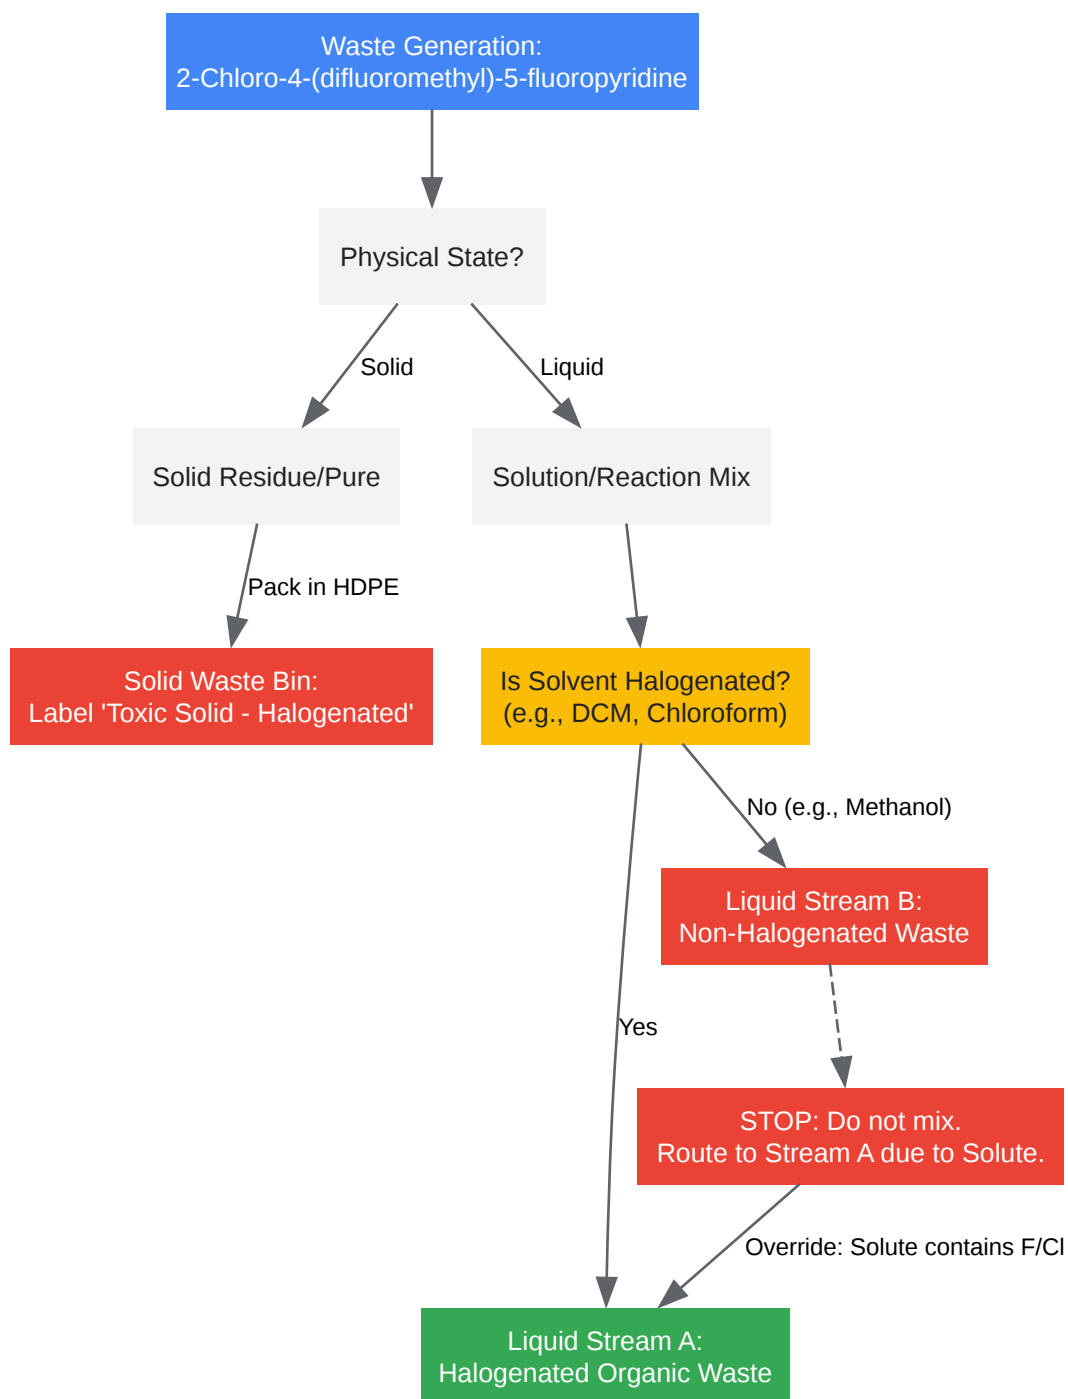 Waste Generation:
2-Chloro-4-(difluoromethyl)-5-fluoropyridine
Physical State?
Solid
Liquid
Solid Residue/Pure
Solution/Reaction Mix
Pack in HDPE
Solid Waste Bin:
Label 'Toxic Solid - Halogenated'
Is Solvent Halogenated?
(e.g., DCM, Chloroform)
No (e.g., Methanol)
Liquid Stream B:
Non-Halogenated Waste
Yes
STOP: Do not mix.
Route to Stream A due to Solute.
Override: Solute contains F/Cl
Liquid Stream A:
Halogenated Organic Waste